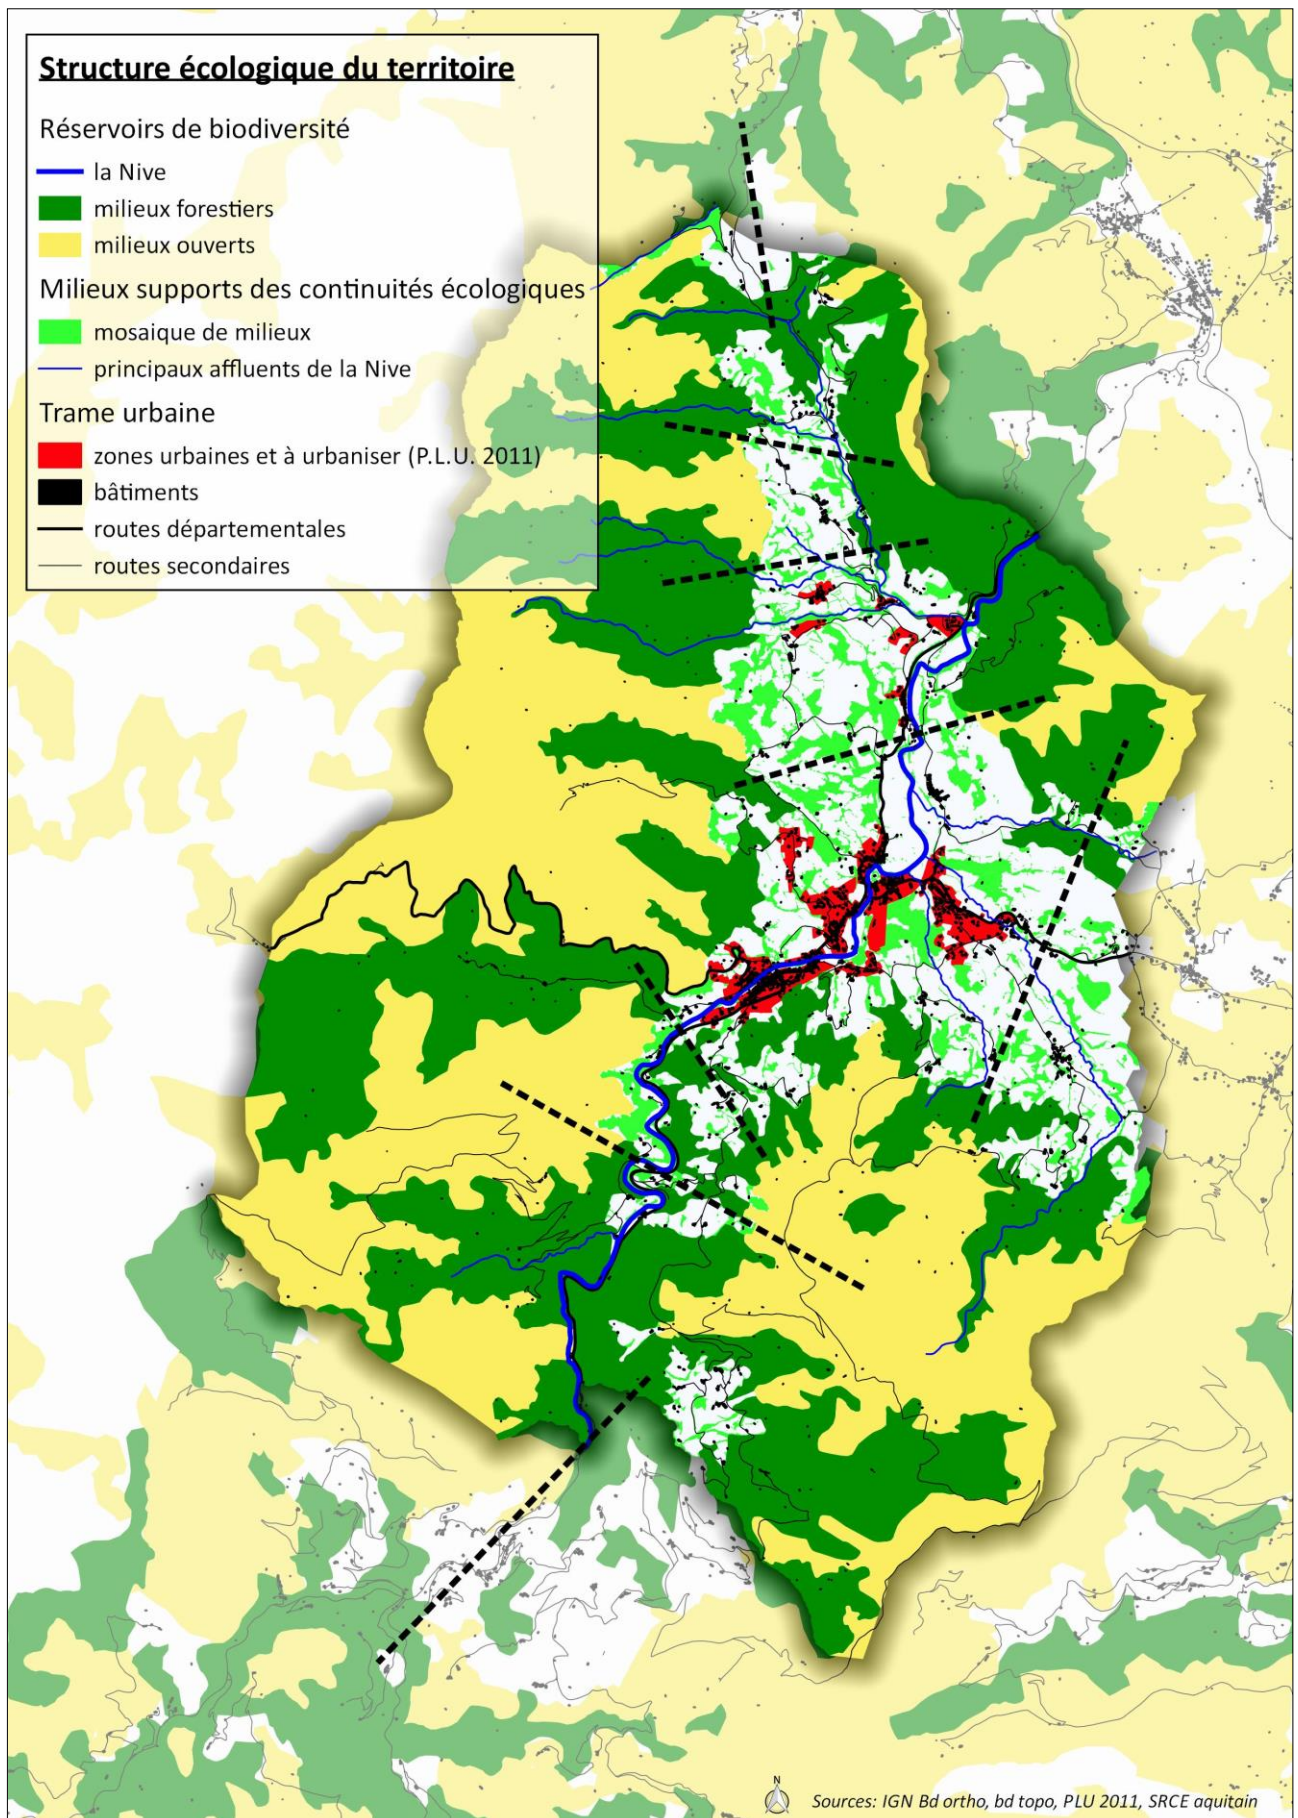 Structure écologique du territoire
Réservoirs de biodiversité
la Nive
milieux forestiers
milieux ouverts
Milieux supports des continuités écologiques
mosaique de milieux
principaux affluents de la Nive
Trame urbaine
zones urbaines et à urbaniser (P.L.U. 2011)
bâtiments
routes départementales
routes secondaires
N
Sources: IGN Bd ortho, bd topo, PLU 2011, SRCE aquitain